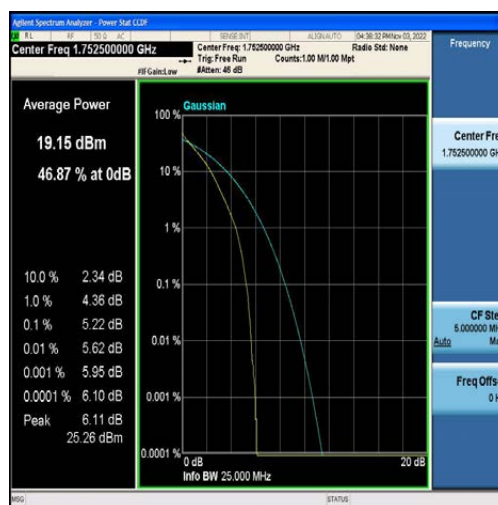 Agilent Spectrum Analyzer - Power Stat CCDF
RL RF 50 Ω AC SENSE:INT ALIGNAUTO 04:38:32 PM Nov 03, 2022
Center Freq 1.752500000 GHz
Center Freq: 1.752500000 GHz Radio Std: None
Trig: Free Run Counts:1.00 M/1.00 Mpt
#IFGain:Low #Atten: 46 dB
Frequency
Average Power
19.15 dBm
46.87 % at 0dB
10.0 % 2.34 dB
1.0 % 4.36 dB
0.1 % 5.22 dB
0.01 % 5.62 dB
0.001 % 5.95 dB
0.0001 % 6.10 dB
Peak 6.11 dB
25.26 dBm
Gaussian
100 %
10 %
1 %
0.1 %
0.01 %
0.001 %
0.0001 %
0 dB 20 dB
Info BW 25.000 MHz
Center Fre
1.752500000 GH
CF Ste
5.000000 MH
Auto Ma
Freq Offs
0 H
MSG STATUS